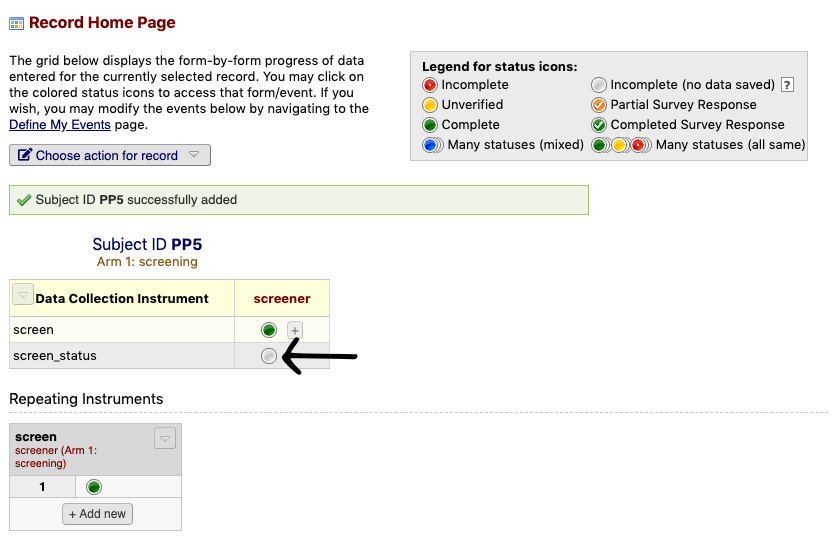 Record Home Page
The grid below displays the form-by-form progress of data
entered for the currently selected record. You may click on
the colored status icons to access that form/event. If you
wish, you may modify the events below by navigating to the
Define My Events page.
Choose action for record
Legend for status icons:
Incomplete
Incomplete (no data saved) ?
Unverified
Partial Survey Response
Complete
Completed Survey Response
Many statuses (mixed)
Many statuses (all same)
Subject ID PP5 successfully added
Subject ID PP5
Arm 1: screening
Data Collection Instrument
screener
screen
+
screen_status
Repeating Instruments
screen
screener (Arm 1:
screening)
1
+ Add new